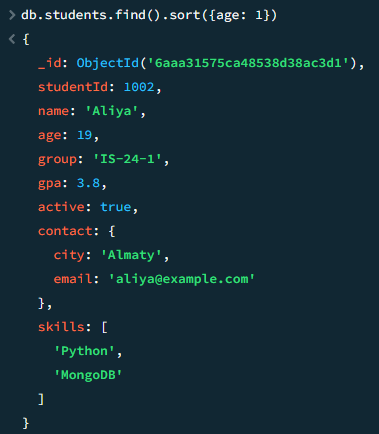 > db.students.find().sort({age: 1})
< {
_id: ObjectId('6aaa31575ca48538d38ac3d1'),
studentId: 1002,
name: 'Aliya',
age: 19,
group: 'IS-24-1',
gpa: 3.8,
active: true,
contact: {
city: 'Almaty',
email: 'aliya@example.com'
},
skills: [
'Python',
'MongoDB'
]
}